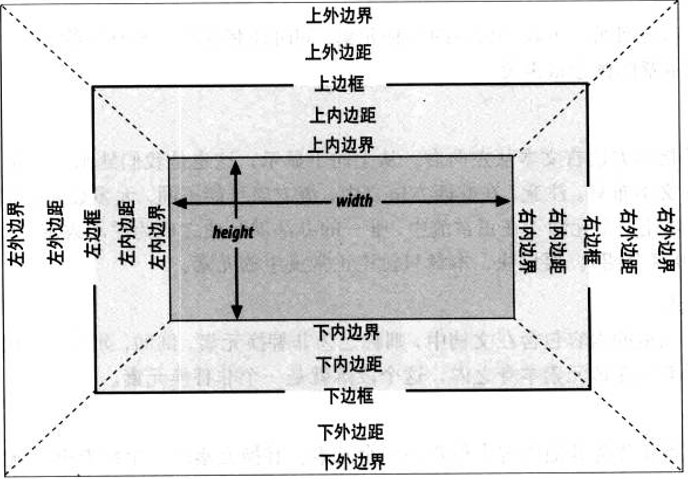 上外边界
上外边距
上边框
上内边距
上内边界
左外边界
左外边距
左边框
左内边距
左内边界
width
height
右内边界
右内边距
右边框
右外边距
右外边界
下内边界
下内边距
下边框
下外边距
下外边界